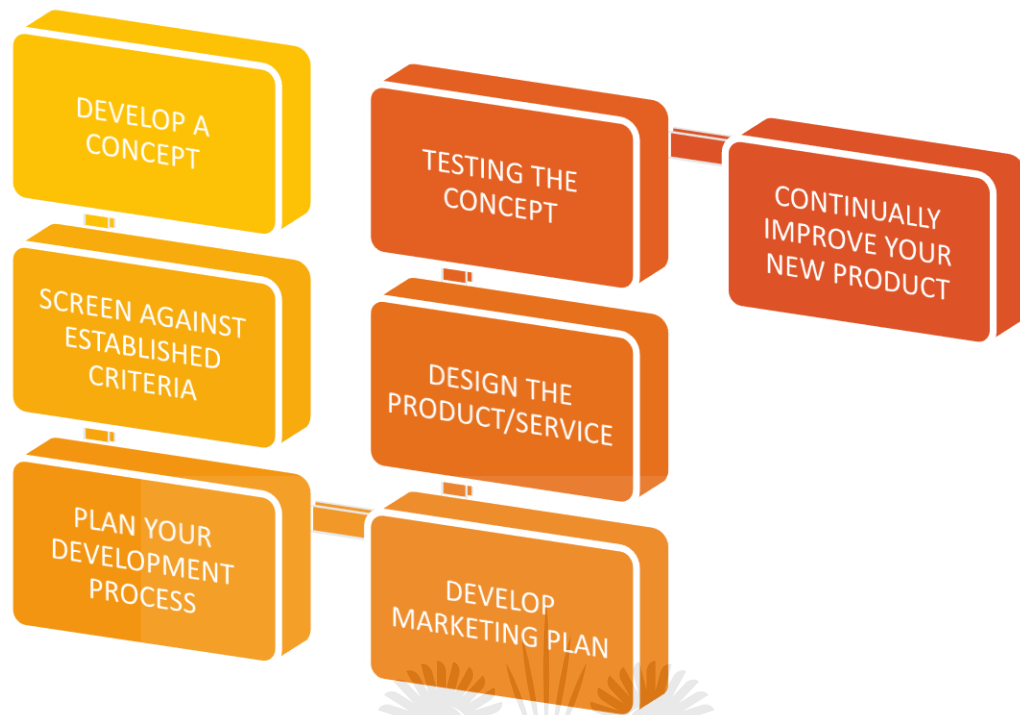 DEVELOP A
CONCEPT
SCREEN AGAINST
ESTABLISHED
CRITERIA
PLAN YOUR
DEVELOPMENT
PROCESS
DEVELOP
MARKETING PLAN
DESIGN THE
PRODUCT/SERVICE
TESTING THE
CONCEPT
CONTINUALLY
IMPROVE YOUR
NEW PRODUCT